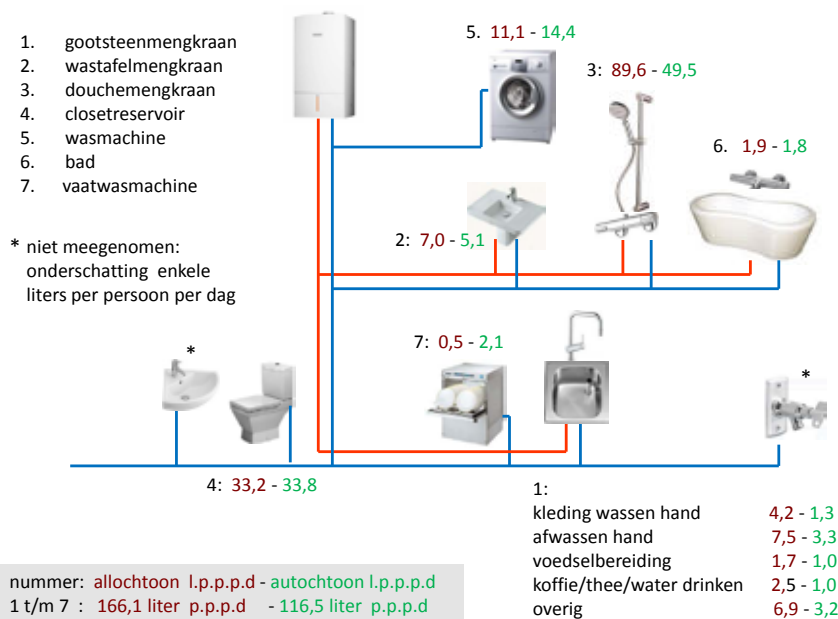 1. gootsteenmengkraan
2. wastafelmengkraan
3. douchemengkraan
4. closetreservoir
5. wasmachine
6. bad
7. vaatwasmachine
* niet meegenomen:
onderschatting enkele
liters per persoon per dag
5. 11,1 - 14,4
3: 89,6 - 49,5
6. 1,9 - 1,8
2: 7,0 - 5,1
*
7: 0,5 - 2,1
*
4: 33,2 - 33,8
1:
kleding wassen hand 4,2 - 1,3
afwassen hand 7,5 - 3,3
voedselbereiding 1,7 - 1,0
koffie/thee/water drinken 2,5 - 1,0
overig 6,9 - 3,2
nummer: allochtoon l.p.p.p.d - autochtoon l.p.p.p.d
1 t/m 7 : 166,1 liter p.p.p.d - 116,5 liter p.p.p.d